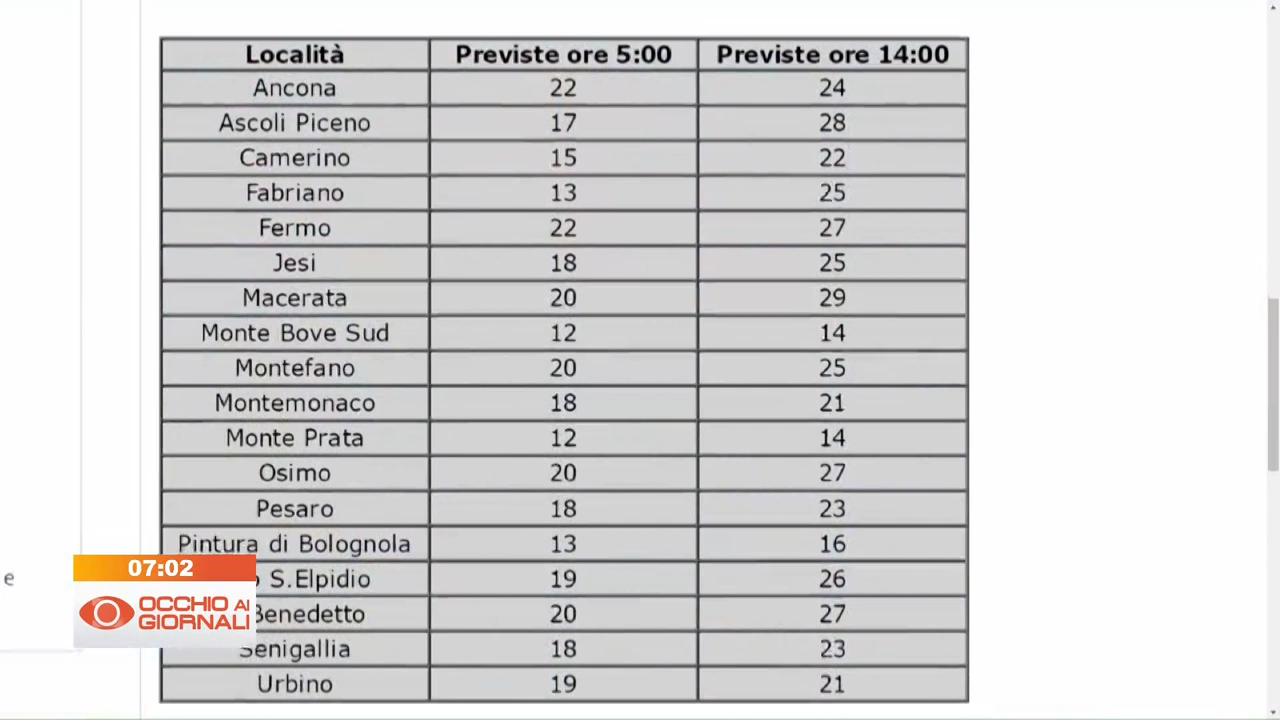 Località Previste ore 5:00 Previste ore 14:00
Ancona 22 24
Ascoli Piceno 17 28
Camerino 15 22
Fabriano 13 25
Fermo 22 27
Jesi 18 25
Macerata 20 29
Monte Bove Sud 12 14
Montefano 20 25
Montemonaco 18 21
Monte Prata 12 14
Osimo 20 27
Pesaro 18 23
Pintura di Bolognola 13 16
S.Elpidio 19 26
Benedetto 20 27
Senigallia 18 23
Urbino 19 21
e
07:02
OCCHIO AI
GIORNALI